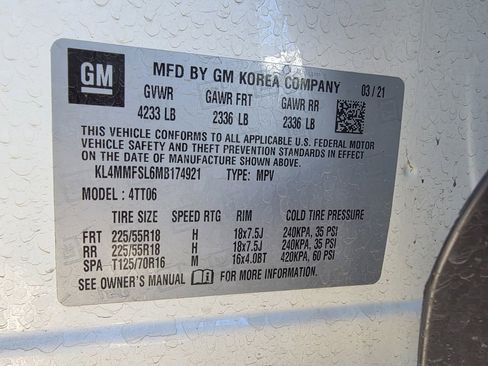 GM
MFD BY GM KOREA COMPANY 03 / 21
GVWR GAWR FRT GAWR RR
4233 LB 2336 LB 2336 LB
THIS VEHICLE CONFORMS TO ALL APPLICABLE U.S. FEDERAL MOTOR
VEHICLE SAFETY AND THEFT PREVENTION STANDARDS IN EFFECT
ON THE DATE OF MANUFACTURE SHOWN ABOVE.
KL4MMFSL6MB174921 TYPE: MPV
MODEL : 4TT06
TIRE SIZE SPEED RTG RIM COLD TIRE PRESSURE
FRT 225/55R18 H 18x7.5J 240KPA, 35 PSI
RR 225/55R18 H 18x7.5J 240KPA, 35 PSI
SPA T125/70R16 M 16x4.0BT 420KPA, 60 PSI
SEE OWNER'S MANUAL FOR MORE INFORMATION.